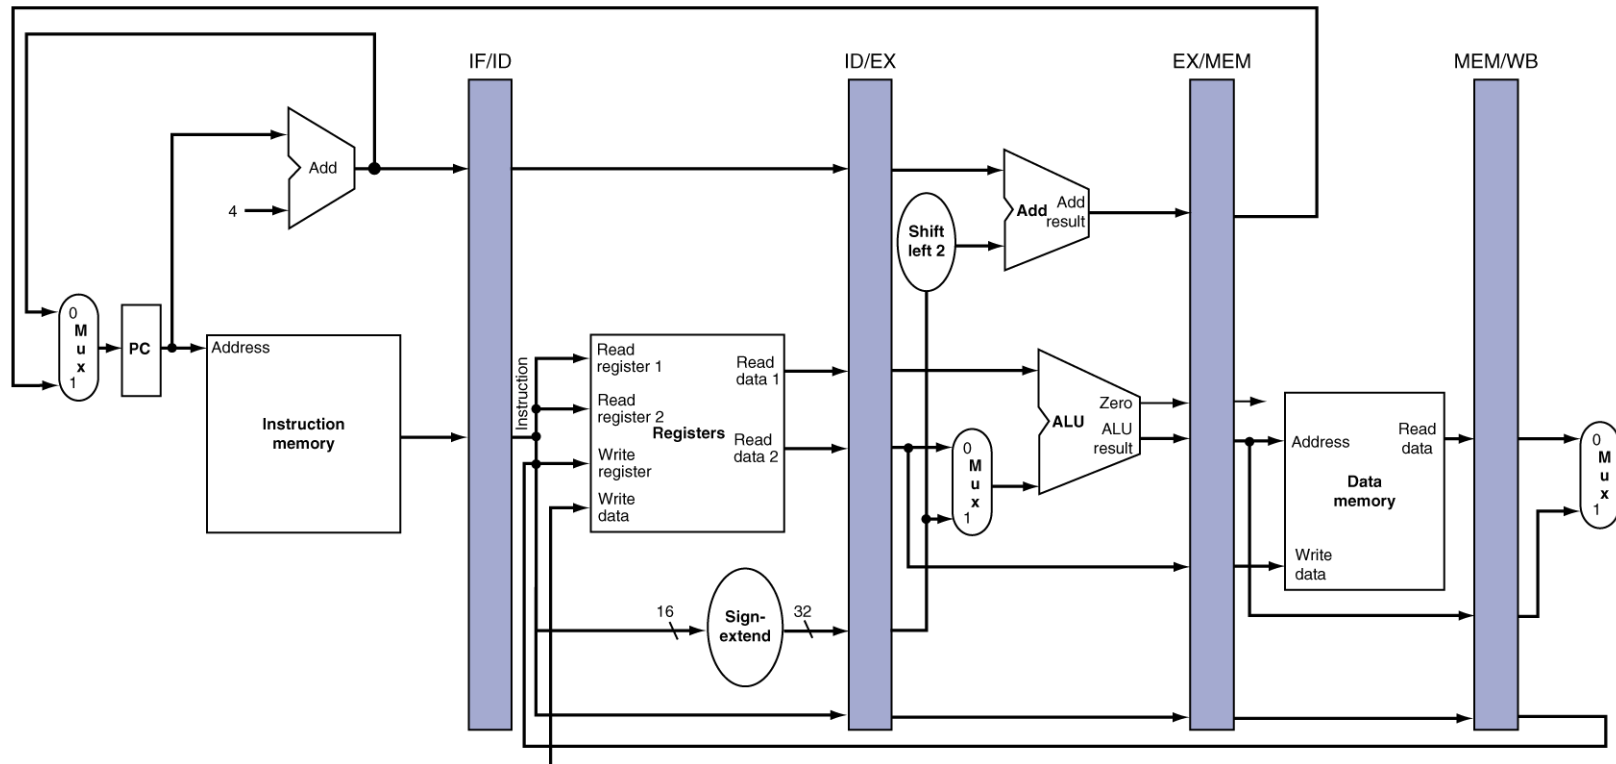 IF/ID
ID/EX
EX/MEM
MEM/WB
Add
4
Add
Add
result
Shift
left 2
0
M
u
x
1
PC
Address
Instruction
memory
Instruction
Read
register 1
Read
register 2
Write
register
Write
data
Registers
Read
data 1
Read
data 2
16
Sign-
extend
32
0
M
u
x
1
ALU
Zero
ALU
result
Address
Read
data
Data
memory
Write
data
0
M
u
x
1